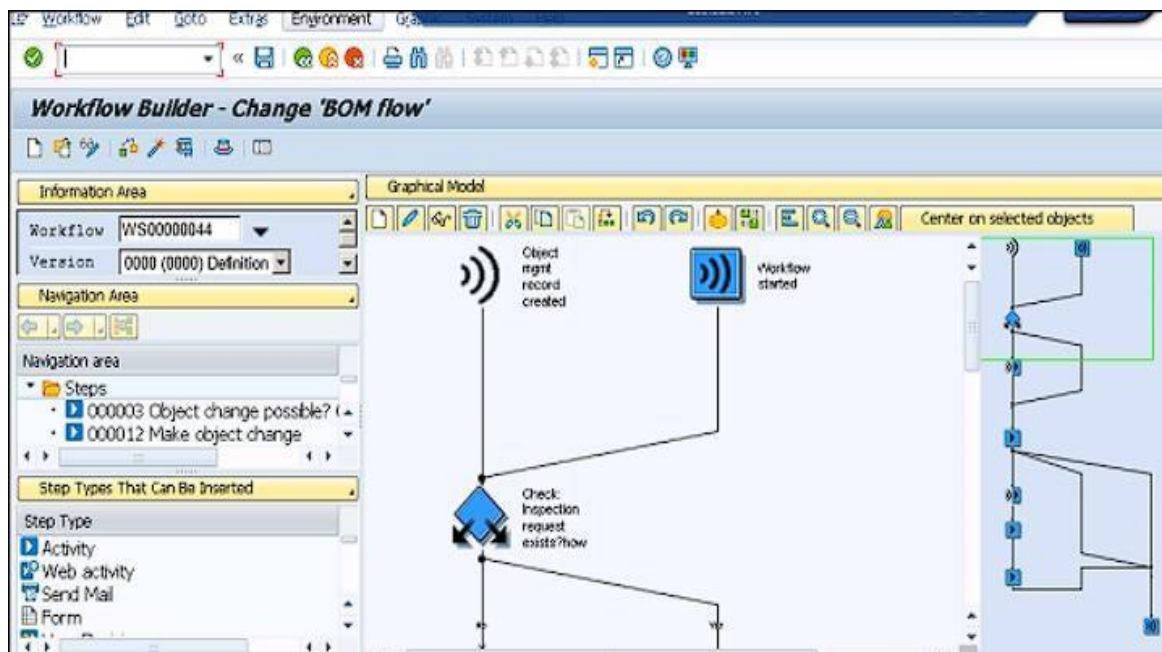 Workflow Edit Goto Extras Environment
Workflow Builder - Change 'BOM flow'
Information Area
Workflow WS00000044
Version 0000 (0000) Definition
Navigation Area
Navigation area
Steps
000003 Object change possible? (
000012 Make object change
Step Types That Can Be Inserted
Step Type
Activity
Web activity
Send Mail
Form
Graphical Model
Center on selected objects
Object
mgmt
record
created
Workflow
started
Check:
Inspection
request
exists?how